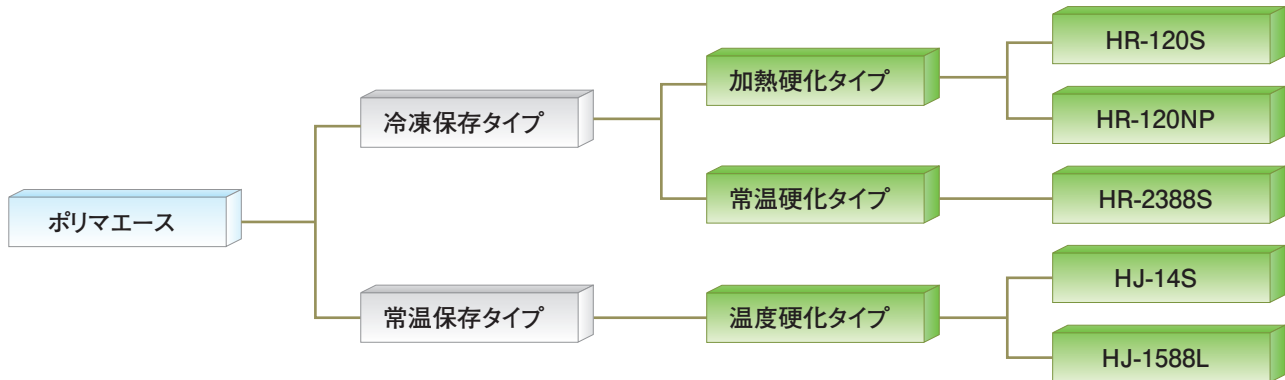 ポリマエース
冷凍保存タイプ
加熱硬化タイプ
HR-120S
HR-120NP
常温硬化タイプ
HR-2388S
常温保存タイプ
温度硬化タイプ
HJ-14S
HJ-1588L